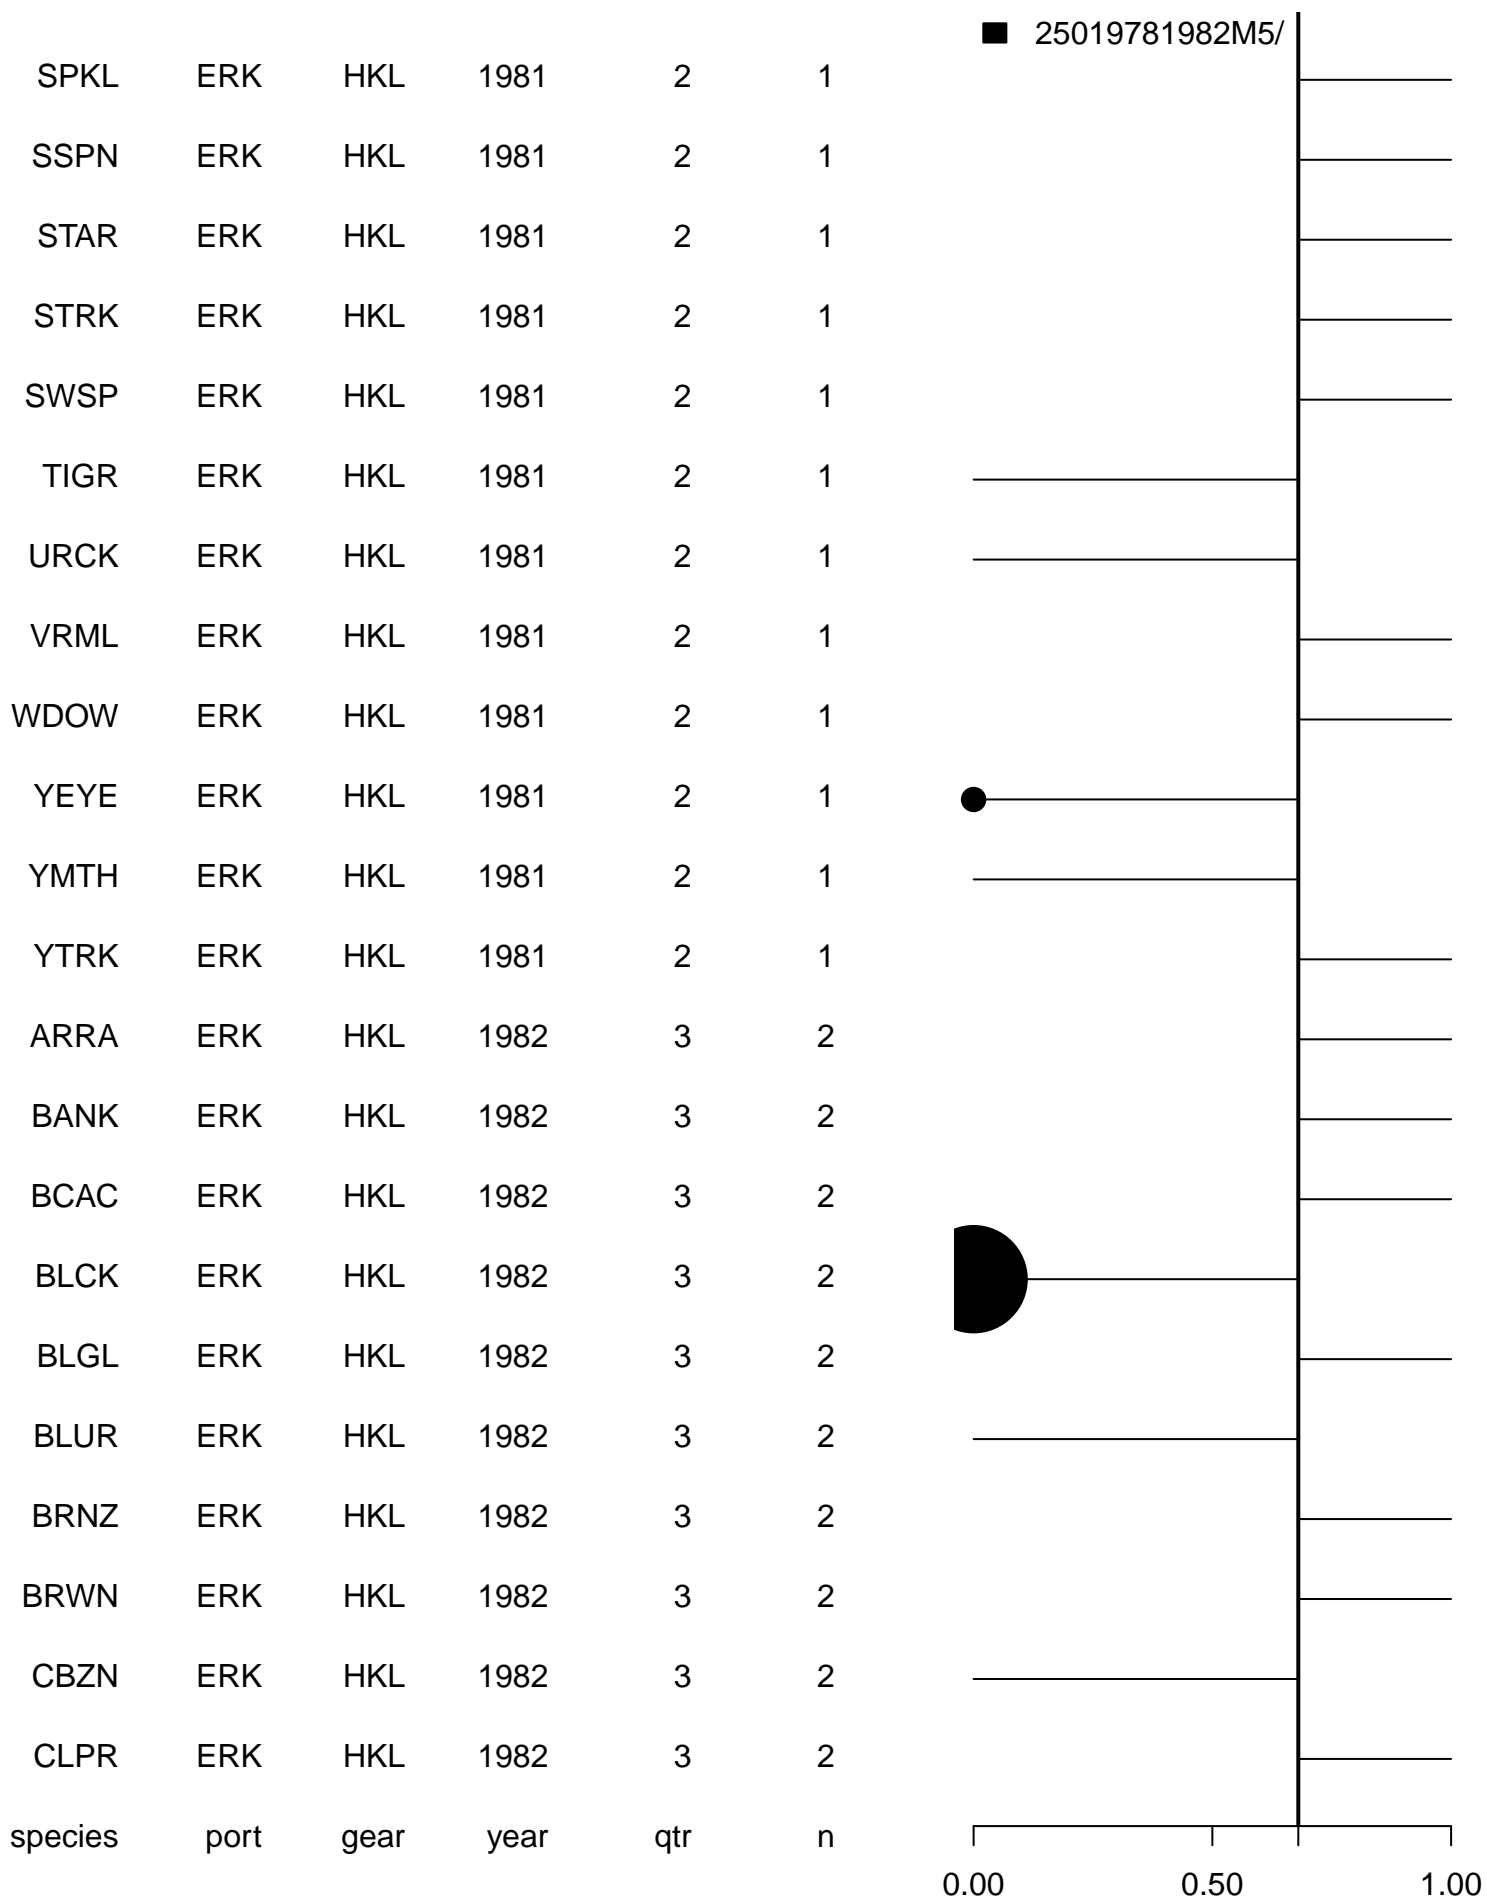 25019781982M5/
SPKL ERK HKL 1981 2 1
SSPN ERK HKL 1981 2 1
STAR ERK HKL 1981 2 1
STRK ERK HKL 1981 2 1
SWSP ERK HKL 1981 2 1
TIGR ERK HKL 1981 2 1
URCK ERK HKL 1981 2 1
VRML ERK HKL 1981 2 1
WDOW ERK HKL 1981 2 1
YEYE ERK HKL 1981 2 1
YMTH ERK HKL 1981 2 1
YTRK ERK HKL 1981 2 1
ARRA ERK HKL 1982 3 2
BANK ERK HKL 1982 3 2
BCAC ERK HKL 1982 3 2
BLCK ERK HKL 1982 3 2
BLGL ERK HKL 1982 3 2
BLUR ERK HKL 1982 3 2
BRNZ ERK HKL 1982 3 2
BRWN ERK HKL 1982 3 2
CBZN ERK HKL 1982 3 2
CLPR ERK HKL 1982 3 2
species port gear year qtr n
0.00 0.50 1.00